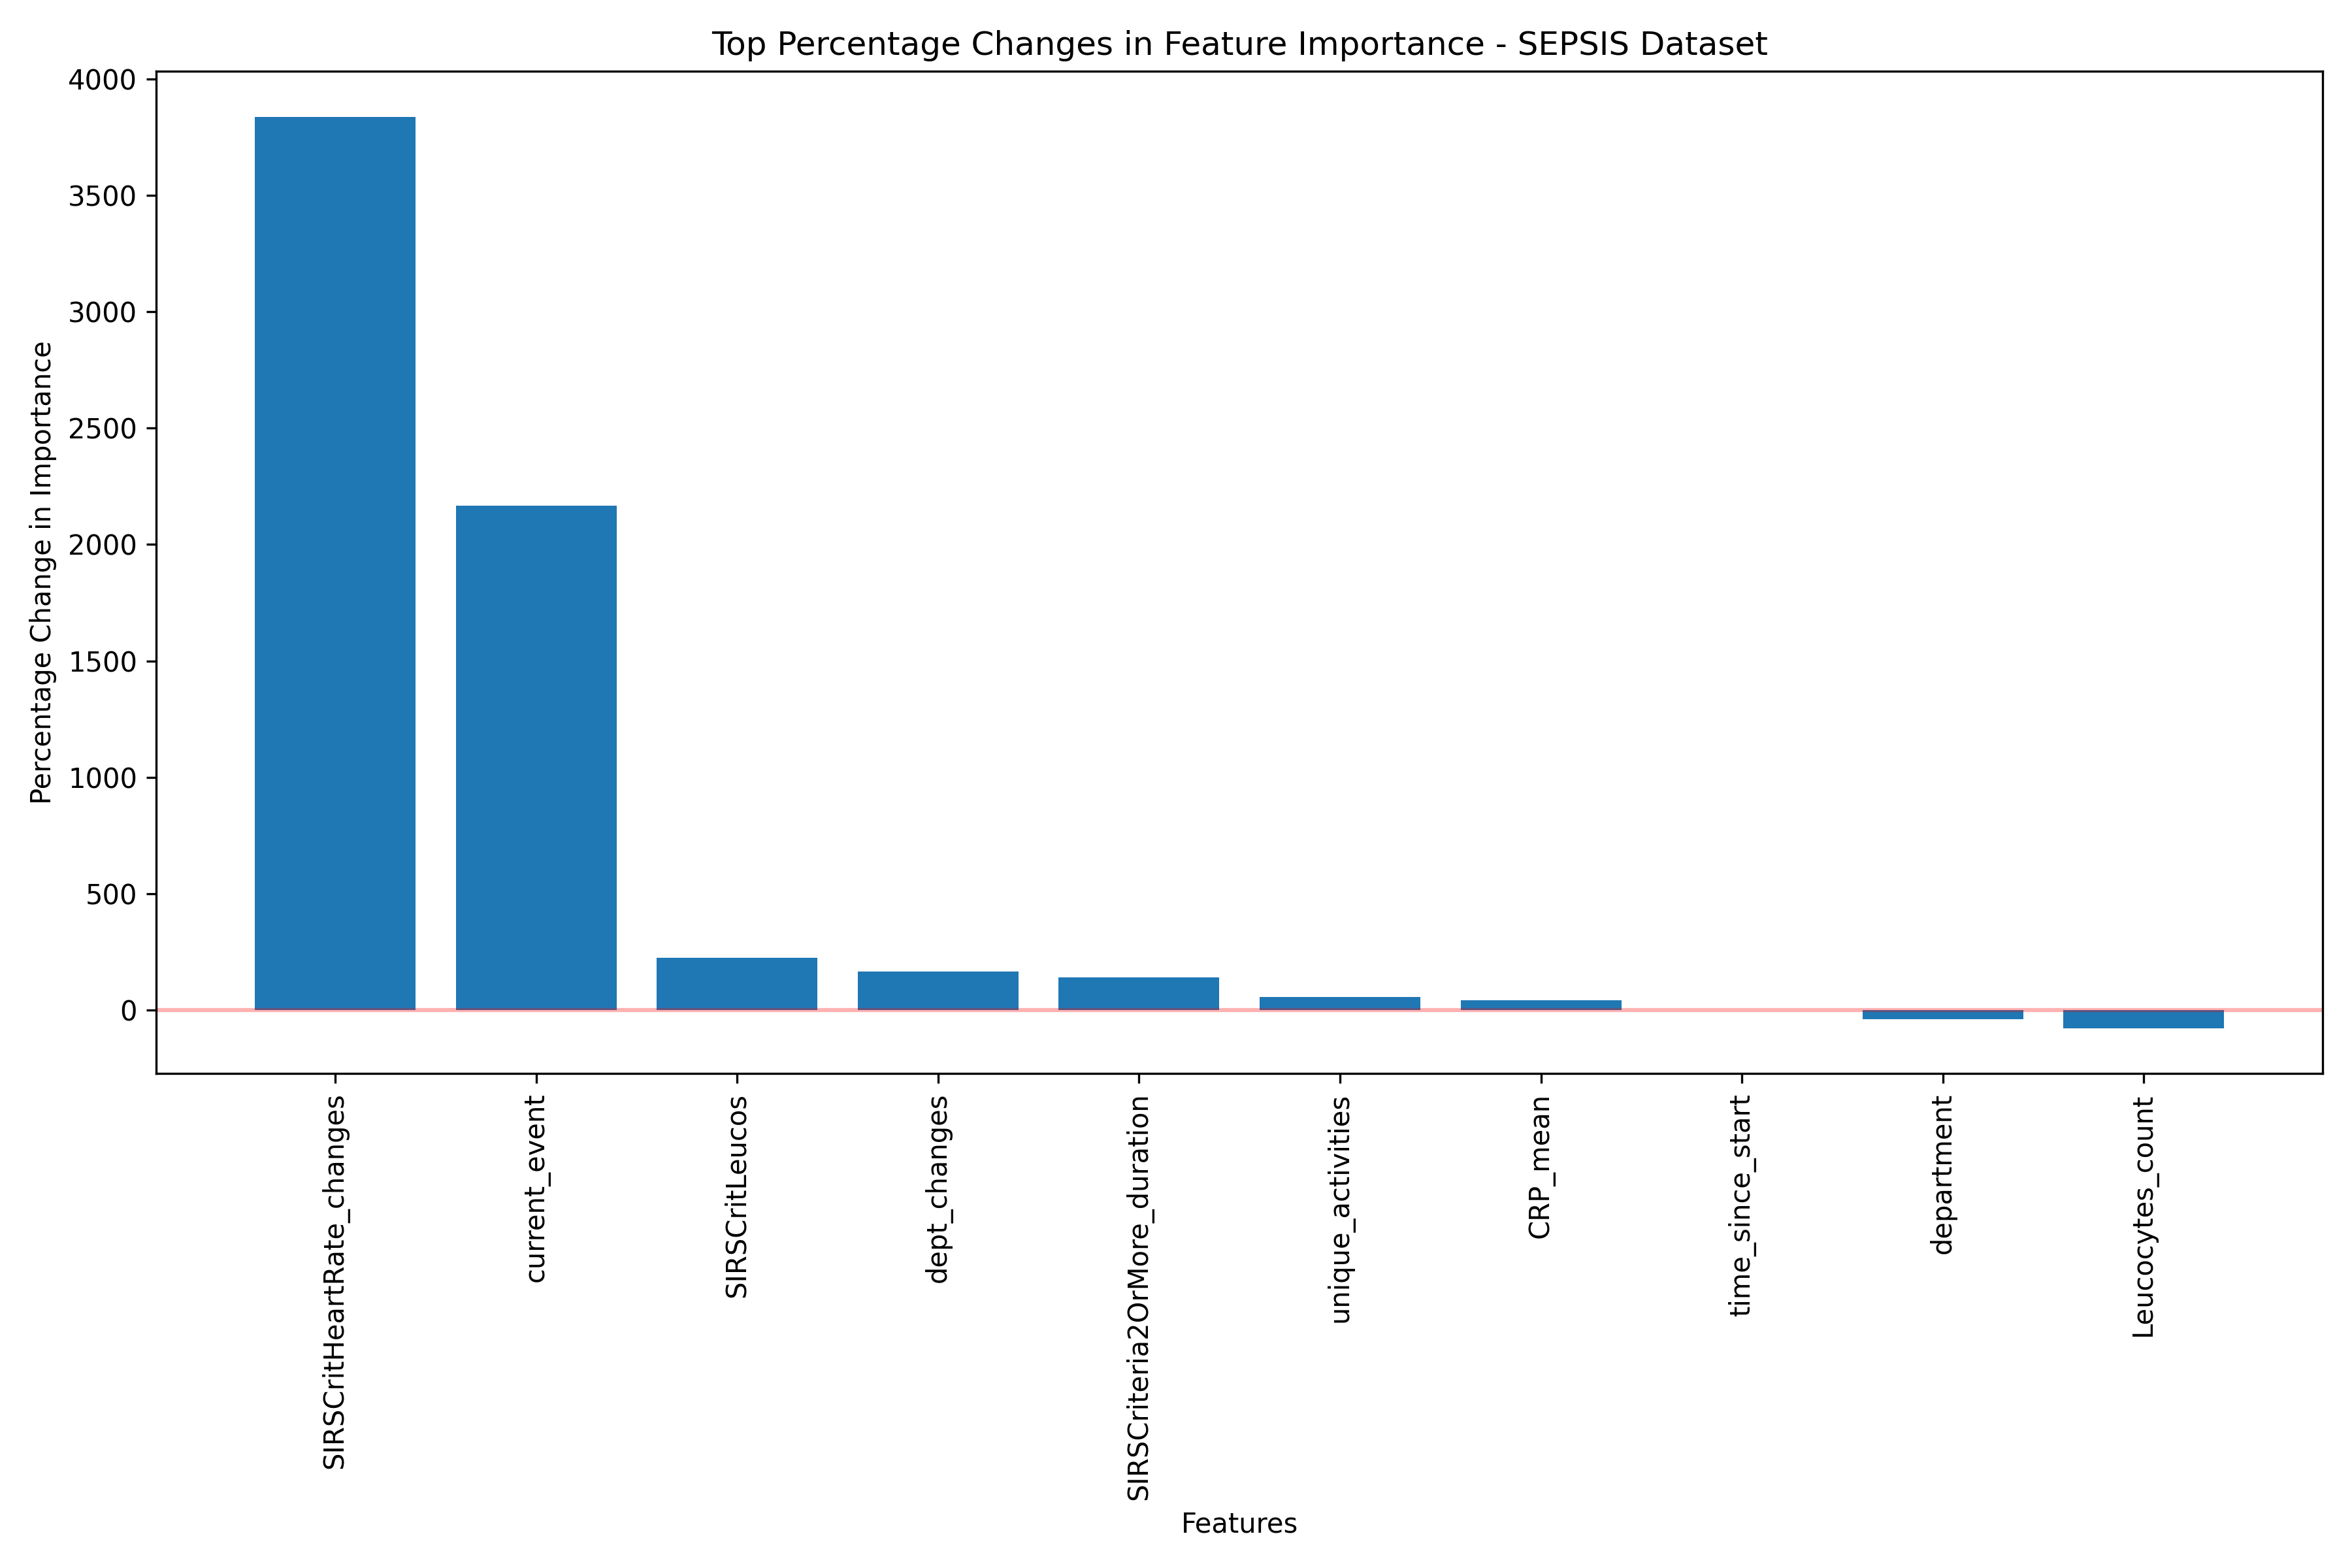 Top Percentage Changes in Feature Importance - SEPSIS Dataset
Percentage Change in Importance
4000
3500
3000
2500
2000
1500
1000
500
0
SIRSCritHeartRate_changes
current_event
SIRSCritLeucos
dept_changes
SIRSCriteria2OrMore_duration
unique_activities
CRP_mean
time_since_start
department
Leucocytes_count
Features